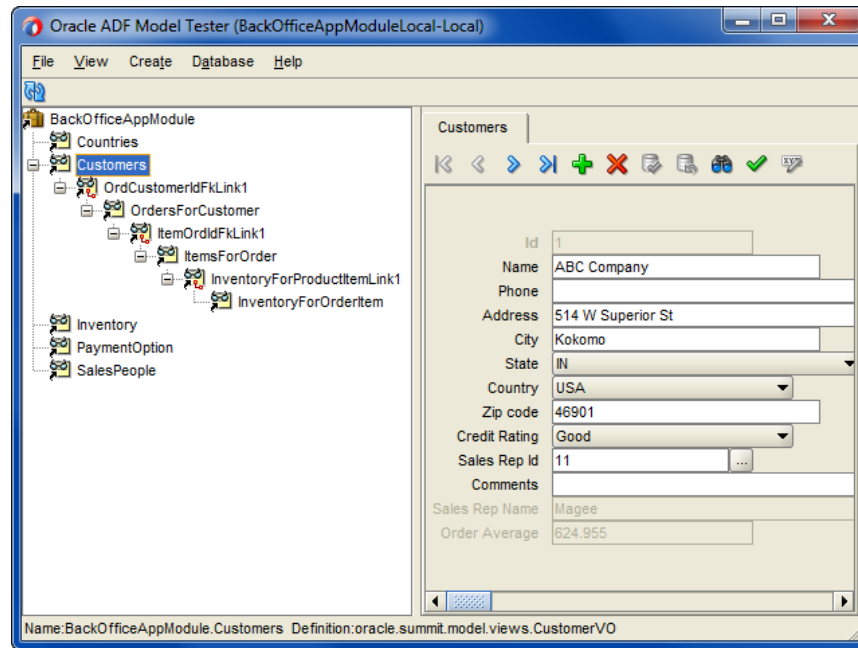 Oracle ADF Model Tester (BackOfficeAppModuleLocal-Local)
File View Create Database Help
BackOfficeAppModule
Countries
Customers
OrdCustomerIdFkLink1
OrdersForCustomer
ItemOrdIdFkLink1
ItemsForOrder
InventoryForProductItemLink1
InventoryForOrderItem
Inventory
PaymentOption
SalesPeople
Customers
Id 1
Name ABC Company
Phone
Address 514 W Superior St
City Kokomo
State IN
Country USA
Zip code 46901
Credit Rating Good
Sales Rep Id 11 ...
Comments
Sales Rep Name Magee
Order Average 624.955
Name:BackOfficeAppModule.Customers Definition:oracle.summit.model.views.CustomerVO